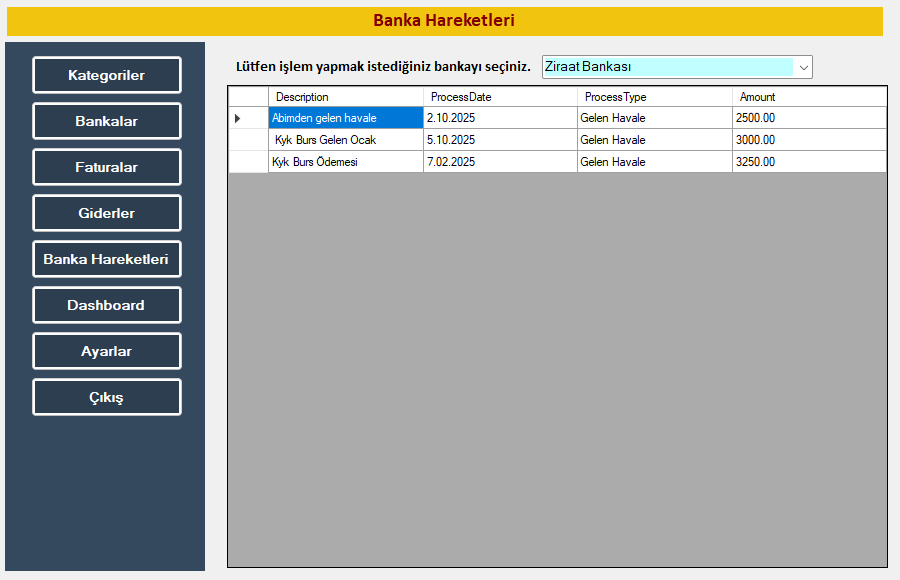 Banka Hareketleri
Kategoriler
Bankalar
Faturalar
Giderler
Banka Hareketleri
Dashboard
Ayarlar
Çıkış
Lütfen işlem yapmak istediğiniz bankayı seçiniz. Ziraat Bankası
Description ProcessDate ProcessType Amount
Abimden gelen havale 2.10.2025 Gelen Havale 2500.00
Kyk Burs Gelen Ocak 5.10.2025 Gelen Havale 3000.00
Kyk Burs Ödemesi 7.02.2025 Gelen Havale 3250.00